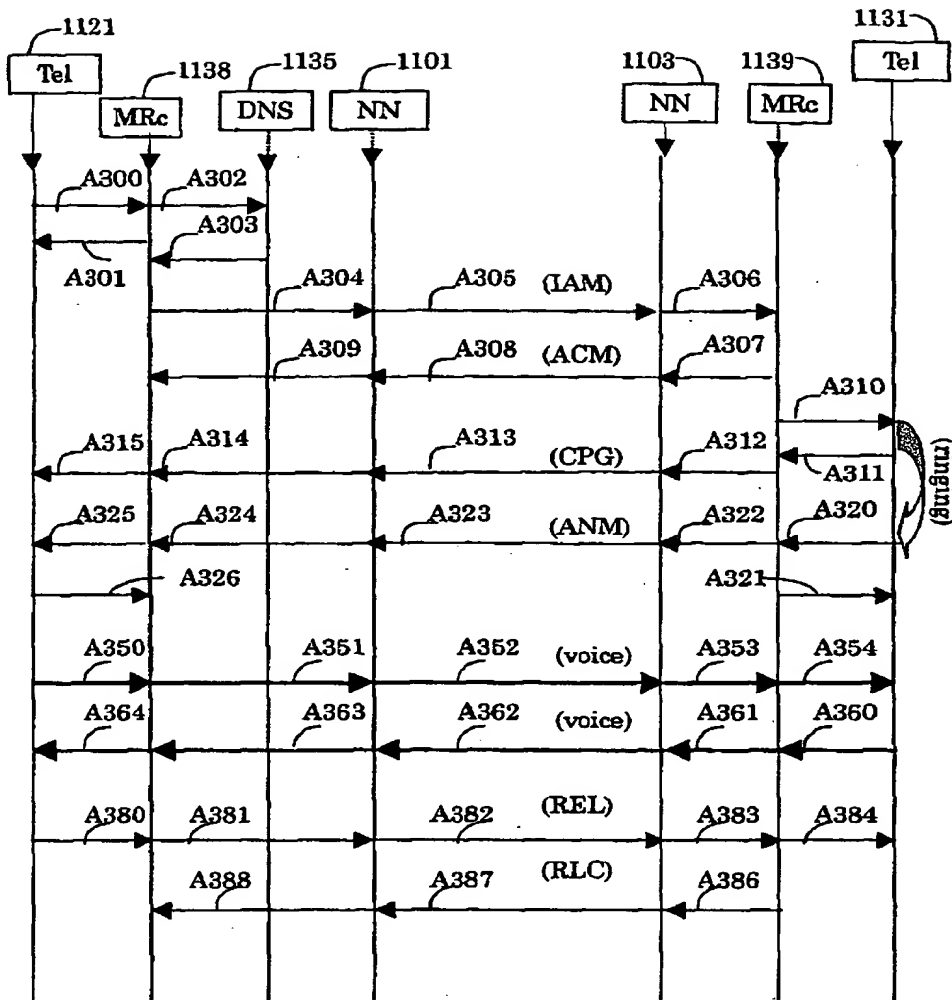 1121 1131
Tel 1138 1135 1101 1103 1139 Tel
MRc DNS NN NN MRc
A300 A302
A303
A301
A304 A305 (IAM) A306
A309 A308 (ACM) A307
A310
A315 A314 A313 (CPG) A312 A311
(ringing)
A325 A324 A323 (ANM) A322 A320
A326 A321
A350 A351 A352 (voice) A353 A354
A364 A363 A362 (voice) A361 A360
A380 A381 A382 (REL) A383 A384
A388 A387 (RLC) A386